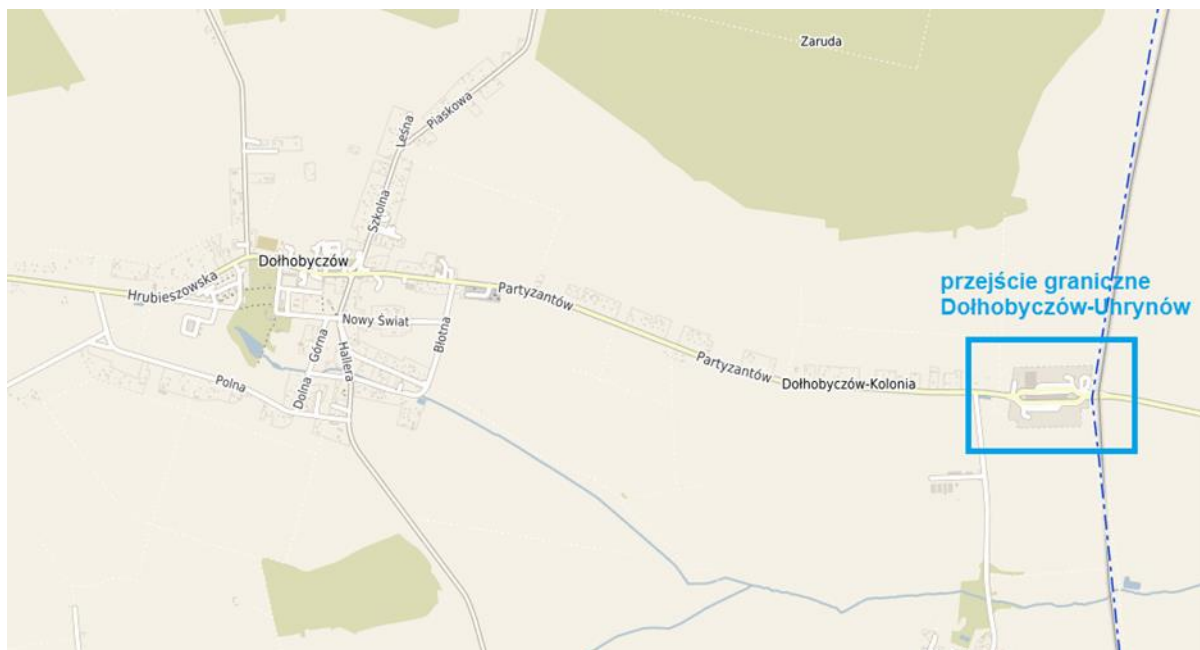 Zaruda
Piaskowa
Leśna
Szkolna
Dołhobyczów
Hrubieszowska
Partyzantów
przejście graniczne
Dołhobyczów-Uhrynów
Nowy Świat
Błotna
Górna
Hallera
Partyzantów
Polna
Dolna
Dołhobyczów-Kolonia